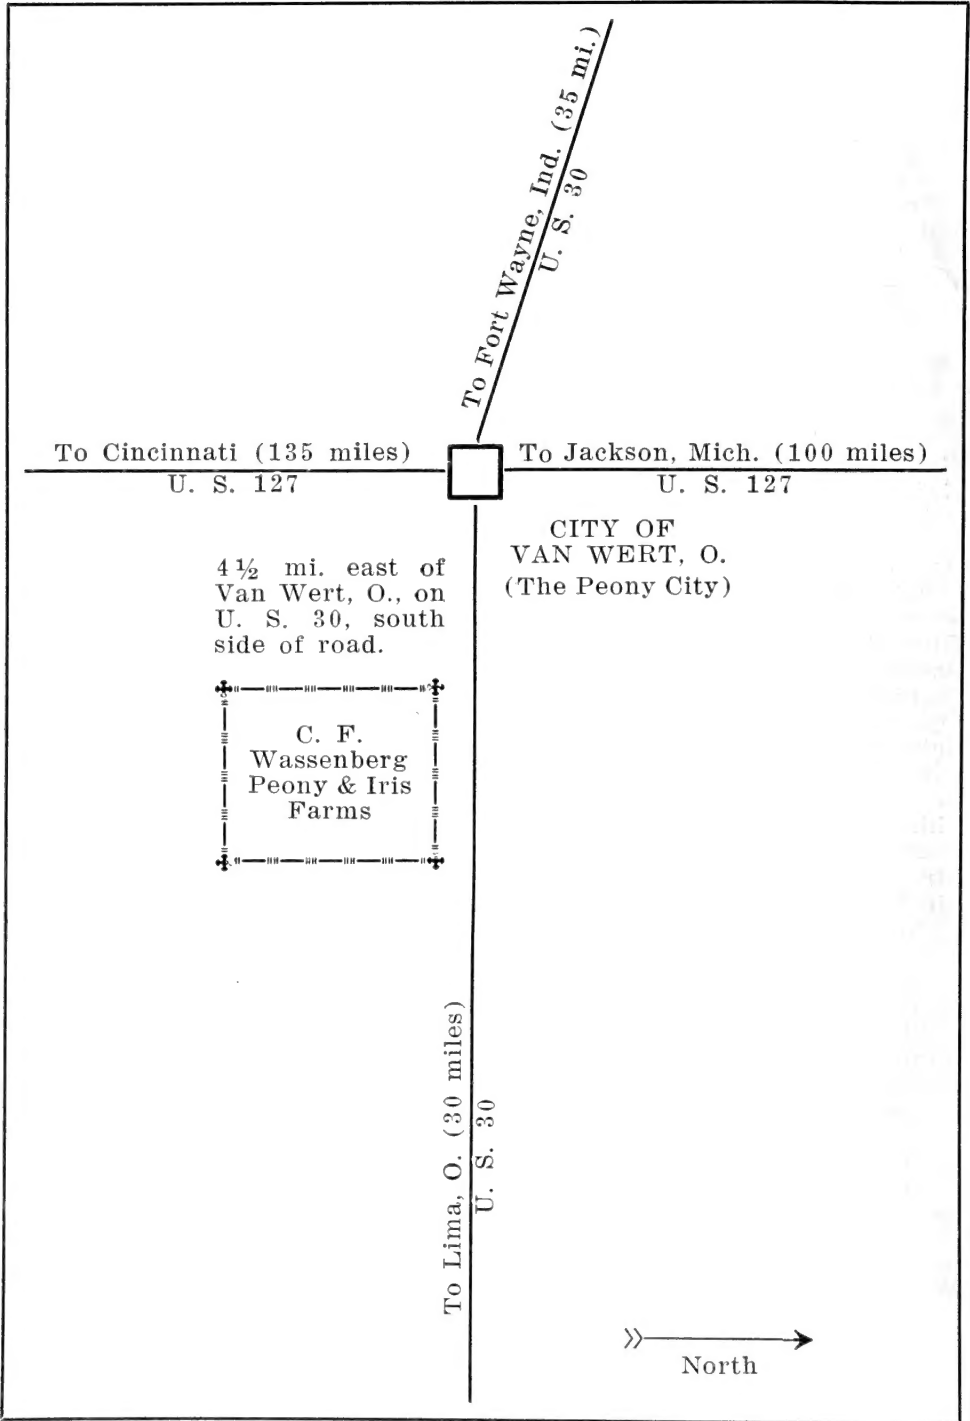 To Fort Wayne, Ind. (35 mi.)
U. S. 30
To Cincinnati (135 miles)
U. S. 127
To Jackson, Mich. (100 miles)
U. S. 127
CITY OF
VAN WERT, O.
(The Peony City)
4 ½ mi. east of
Van Wert, O., on
U. S. 30, south
side of road.
C. F.
Wassenberg
Peony & Iris
Farms
To Lima, O. (30 miles)
U. S. 30
North